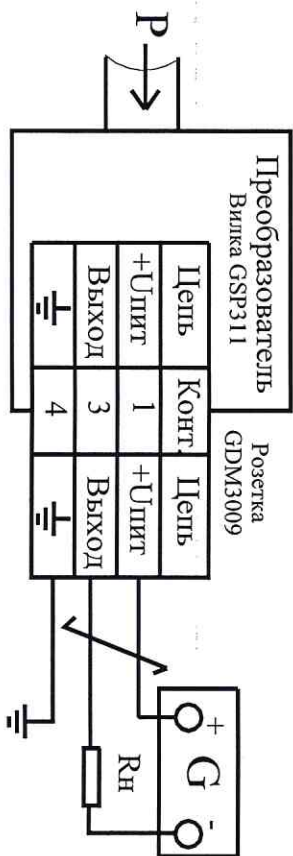 P
Преобразователь
Вилка GSP311
Розетка
GDM3009
Цепь Конт. Цепь
+Uпит 1 +Uпит
Выход 3 Выход
4
+ G -
Rн